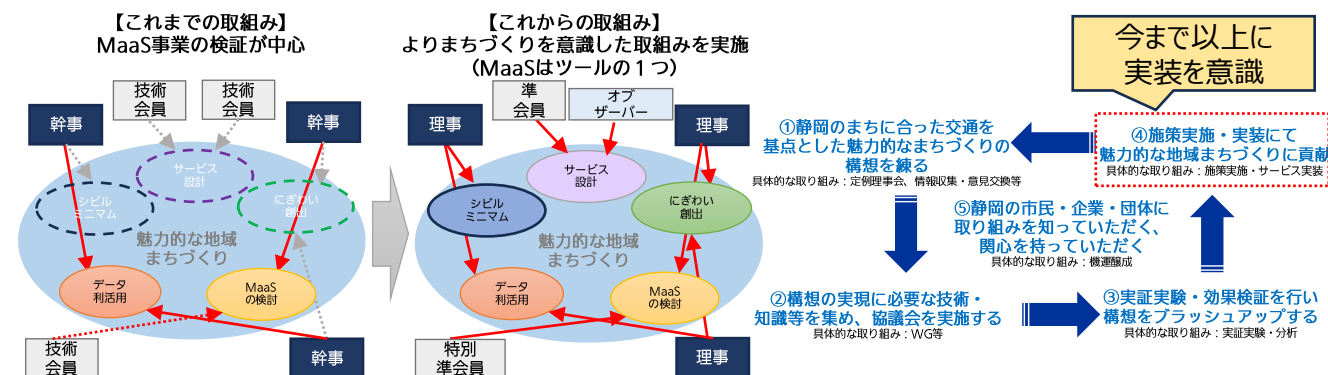 【これまでの取組み】
MaaS事業の検証が中心
技術
会員
技術
会員
幹事
幹事
サービス
設計
シビル
ミニマム
にぎわい
創出
魅力的な地域
まちづくり
データ
利活用
MaaS
の検討
技術
会員
幹事
【これからの取組み】
よりまちづくりを意識した取組みを実施
（MaaSはツールの１つ）
準
会員
オブ
ザーバー
理事
理事
サービス
設計
シビル
ミニマム
にぎわい
創出
魅力的な地域
まちづくり
データ
利活用
MaaS
の検討
特別
準会員
理事
今まで以上に
実装を意識
①静岡のまちに合った交通を
基点とした魅力的なまちづくりの
構想を練る
具体的な取り組み：定例理事会、情報収集・意見交換等
④施策実施・実装にて
魅力的な地域まちづくりに貢献
具体的な取り組み：施策実施・サービス実装
⑤静岡の市民・企業・団体に
取り組みを知っていただく、
関心を持っていただく
具体的な取り組み：機運醸成
②構想の実現に必要な技術・
知識等を集め、協議会を実施する
具体的な取り組み：WG等
③実証実験・効果検証を行い
構想をブラッシュアップする
具体的な取り組み：実証実験・分析